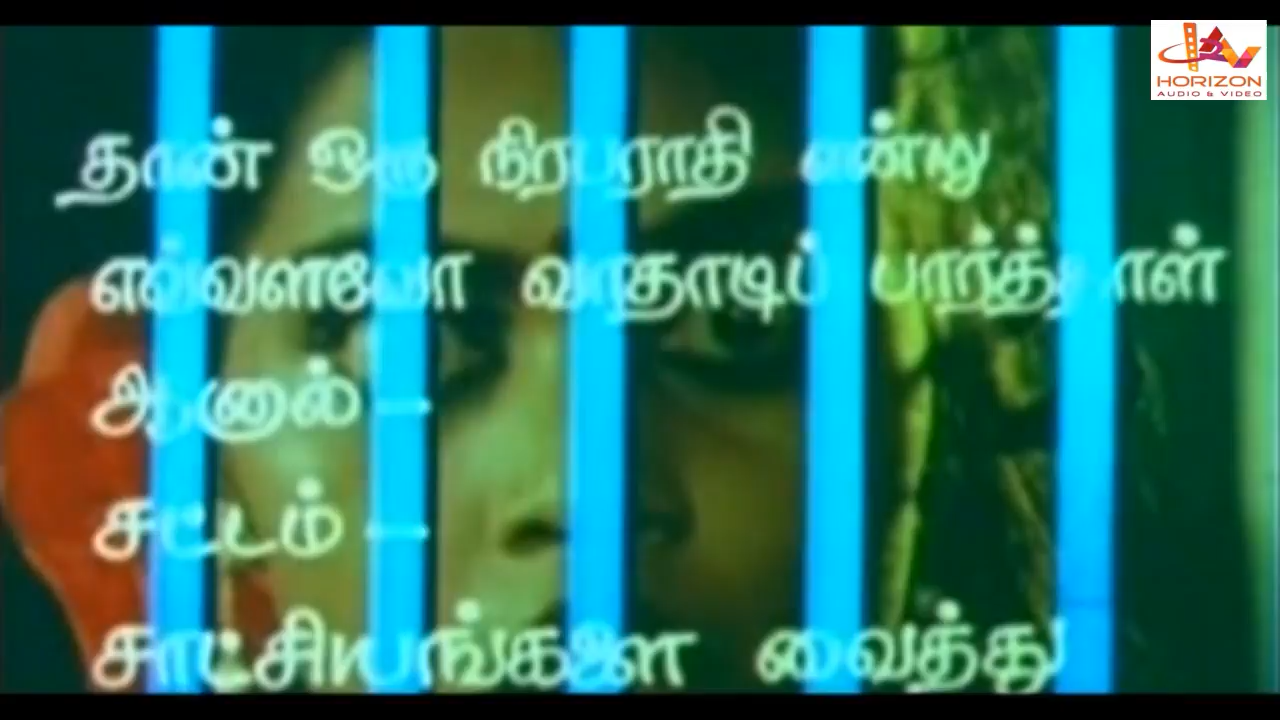 தான் ஒரு நிரபராதி என்று
எவ்வளவோ வாதாடிப் பார்த்தாள்
ஆனால் —
சட்டம் —
சாட்சியங்களை வைத்து
HORIZON
AUDIO & VIDEO